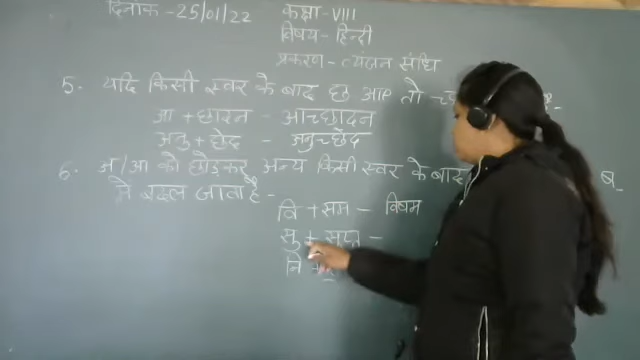 दिनांक - 25/01/22 कक्षा - VIII
विषय - हिन्दी
प्रकरण - व्यंजन संधि
5. यदि किसी स्वर के बाद छ आए तो च्
आ + छादन - आच्छादन
अनु + छेद - अनुच्छेद
6. अ/आ को छोड़कर अन्य किसी स्वर के बाद
में बदल जाता है -
वि + सम - विषम
सु + सुप्त -
वि +